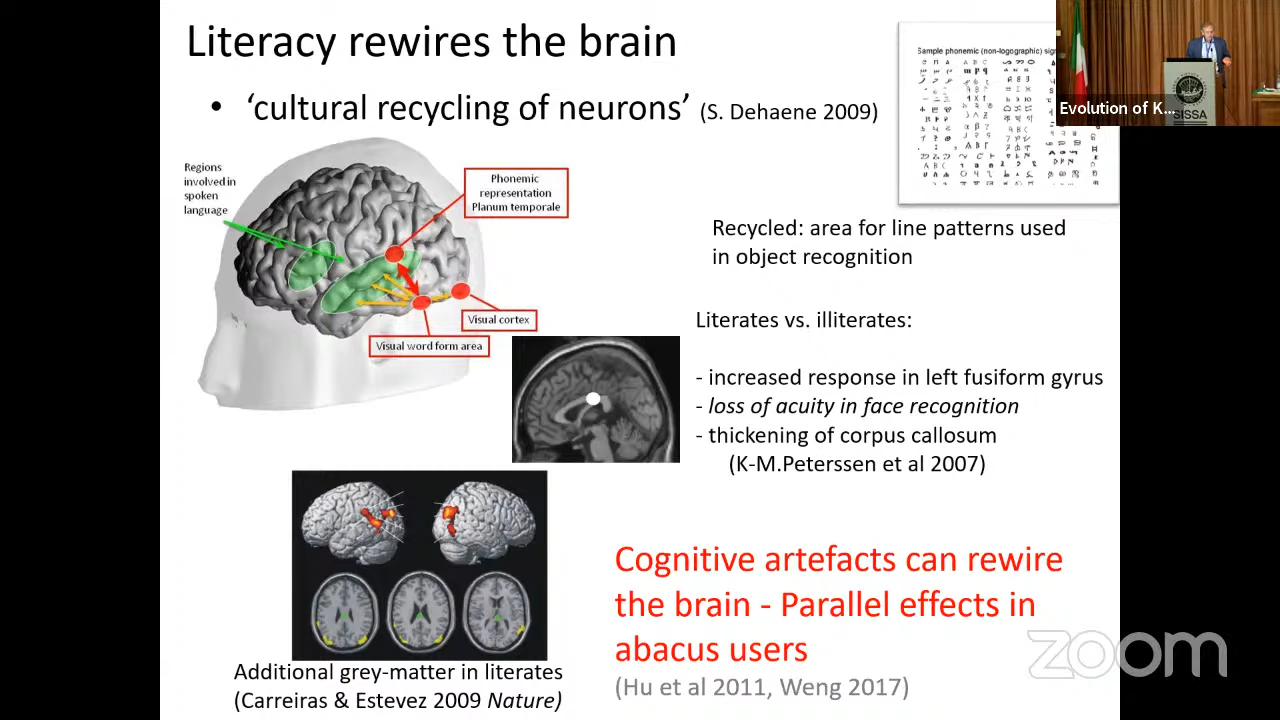 Literacy rewires the brain
• ‘cultural recycling of neurons’ (S. Dehaene 2009)
Sample phonemic (non-logographic) sig
Evolution of K...
SISSA
Regions
involved in
spoken
language
Phonemic
representation
Planum temporale
Visual cortex
Visual word form area
Recycled: area for line patterns used
in object recognition
Literates vs. illiterates:
- increased response in left fusiform gyrus
- loss of acuity in face recognition
- thickening of corpus callosum
(K-M.Peterssen et al 2007)
Additional grey-matter in literates
(Carreiras & Estevez 2009 Nature)
Cognitive artefacts can rewire
the brain - Parallel effects in
abacus users
(Hu et al 2011, Weng 2017)
zoom